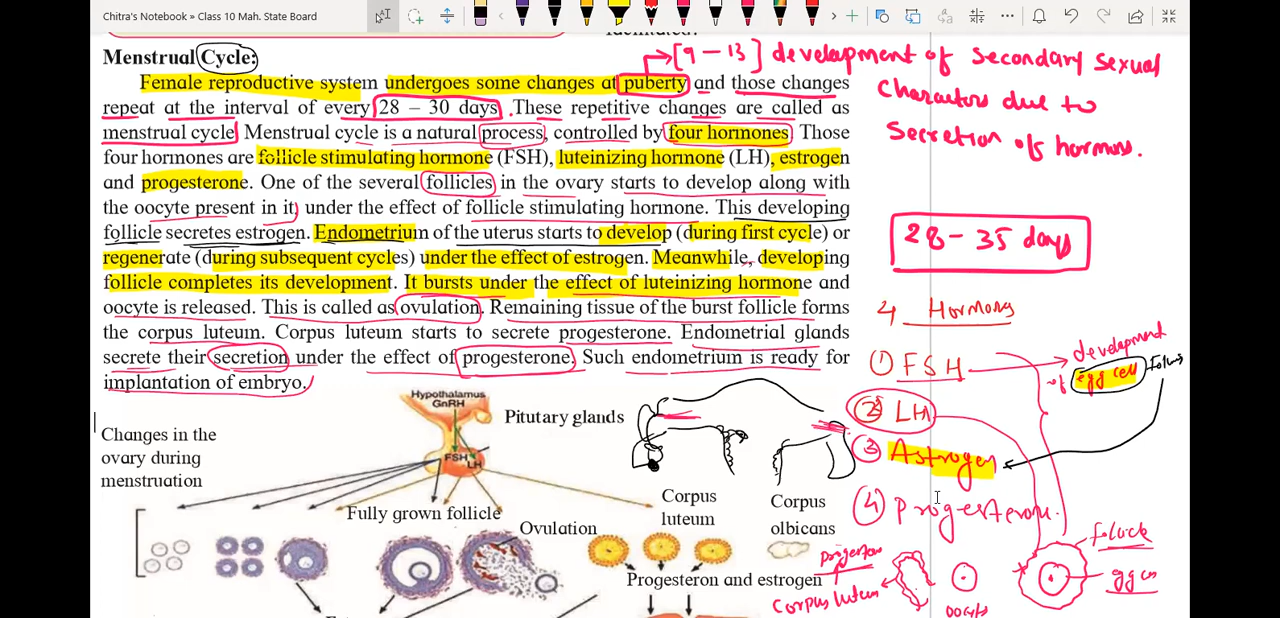 Chitra's Notebook » Class 10 Mah. State Board
facilitated.
Menstrual Cycle:
Female reproductive system undergoes some changes at puberty and those changes
repeat at the interval of every 28 – 30 days .These repetitive changes are called as
menstrual cycle. Menstrual cycle is a natural process, controlled by four hormones. Those
four hormones are follicle stimulating hormone (FSH), luteinizing hormone (LH), estrogen
and progesterone. One of the several follicles in the ovary starts to develop along with
the oocyte present in it, under the effect of follicle stimulating hormone. This developing
follicle secretes estrogen. Endometrium of the uterus starts to develop (during first cycle) or
regenerate (during subsequent cycles) under the effect of estrogen. Meanwhile, developing
follicle completes its development. It bursts under the effect of luteinizing hormone and
oocyte is released. This is called as ovulation. Remaining tissue of the burst follicle forms
the corpus luteum. Corpus luteum starts to secrete progesterone. Endometrial glands
secrete their secretion under the effect of progesterone. Such endometrium is ready for
implantation of embryo.
[9 – 13] development of secondary sexual
charactors due to
secretion of hormons.
28 – 35 days
4 Hormons
① FSH
development
of egg cell
② LH
③ Astrogen
④ Progesterone.
Hypothalamus
GnRH
Pitutary glands
FSH
LH
Changes in the
ovary during
menstruation
Fully grown follicle
Ovulation
Corpus
luteum
Corpus
olbicans
Progesteron and estrogen
progesteron
Corpus luteum
oocyte